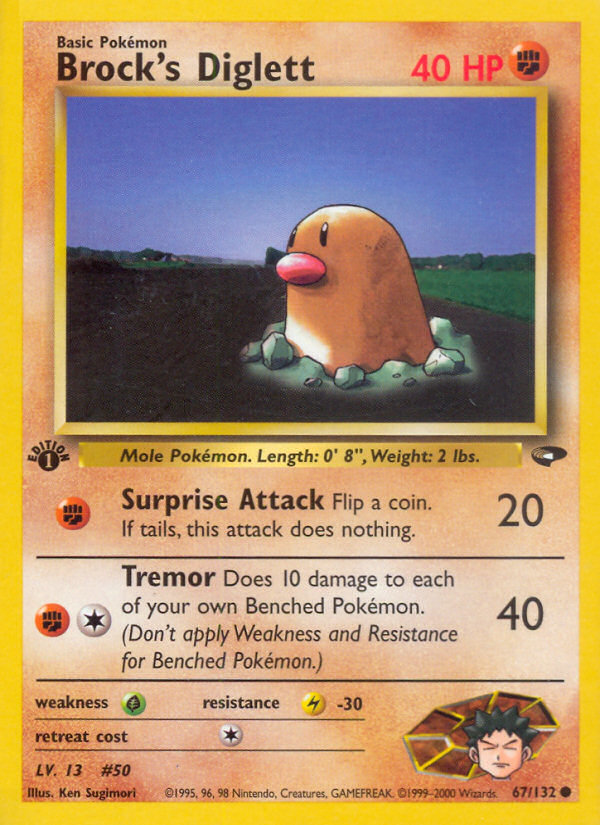 Basic Pokémon
Brock's Diglett
40 HP
EDITION
1
Mole Pokémon. Length: 0' 8", Weight: 2 lbs.
Surprise Attack Flip a coin.
If tails, this attack does nothing.
20
Tremor Does 10 damage to each
of your own Benched Pokémon.
(Don't apply Weakness and Resistance
for Benched Pokémon.)
40
weakness
resistance -30
retreat cost
LV. 13 #50
Illus. Ken Sugimori ©1995, 96, 98 Nintendo, Creatures, GAMEFREAK. ©1999-2000 Wizards. 67/132